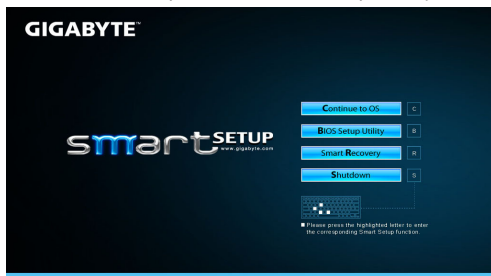 GIGABYTE™
smart SETUP
www.gigabyte.com
Continue to OS C
BIOS Setup Utility B
Smart Recovery R
Shutdown S
Please press the highlighted letter to enter
the corresponding Smart Setup function